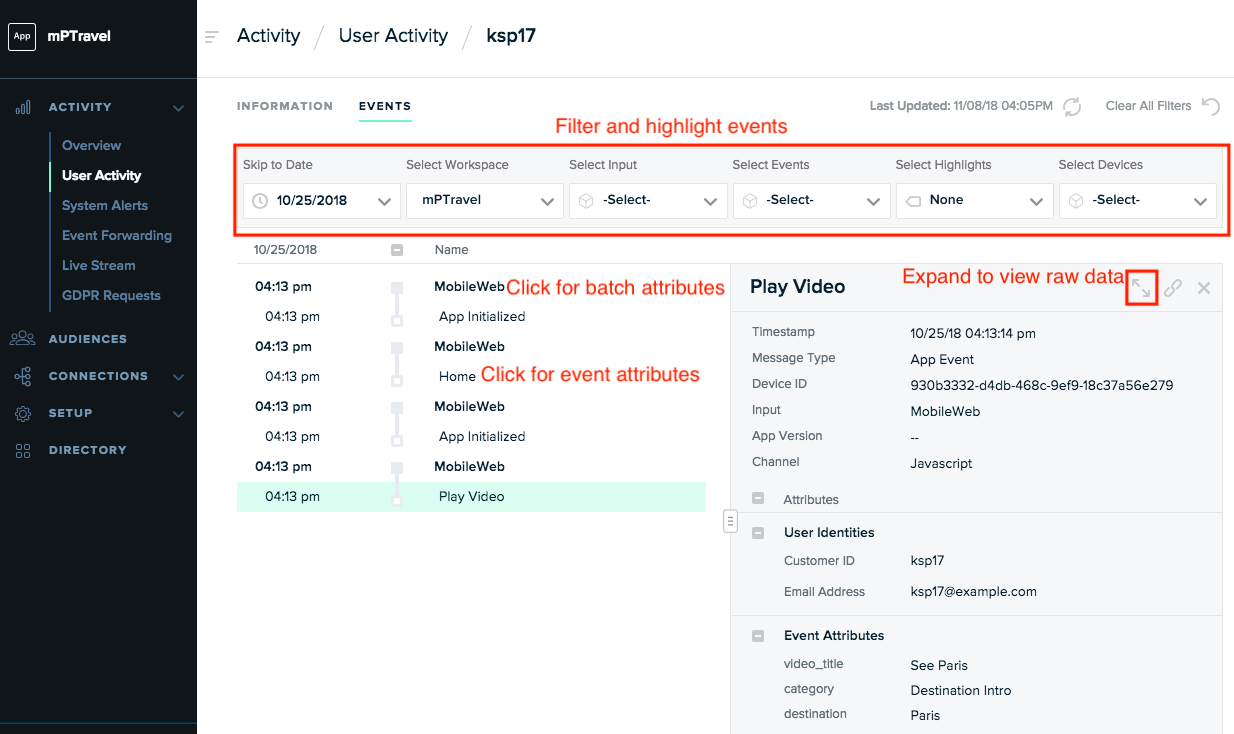 App mPTravel
Activity / User Activity / ksp17
ACTIVITY
Overview
User Activity
System Alerts
Event Forwarding
Live Stream
GDPR Requests
AUDIENCES
CONNECTIONS
SETUP
DIRECTORY
INFORMATION EVENTS Last Updated: 11/08/18 04:05PM Clear All Filters
Filter and highlight events
Skip to Date Select Workspace Select Input Select Events Select Highlights Select Devices
10/25/2018 mPTravel -Select- -Select- None -Select-
10/25/2018 Name
04:13 pm MobileWeb Click for batch attributes
04:13 pm App Initialized
04:13 pm MobileWeb
04:13 pm Home Click for event attributes
04:13 pm MobileWeb
04:13 pm App Initialized
04:13 pm MobileWeb
04:13 pm Play Video
Play Video Expand to view raw data
Timestamp 10/25/18 04:13:14 pm
Message Type App Event
Device ID 930b3332-d4db-468c-9ef9-18c37a56e279
Input MobileWeb
App Version --
Channel Javascript
Attributes
User Identities
Customer ID ksp17
Email Address ksp17@example.com
Event Attributes
video_title See Paris
category Destination Intro
destination Paris